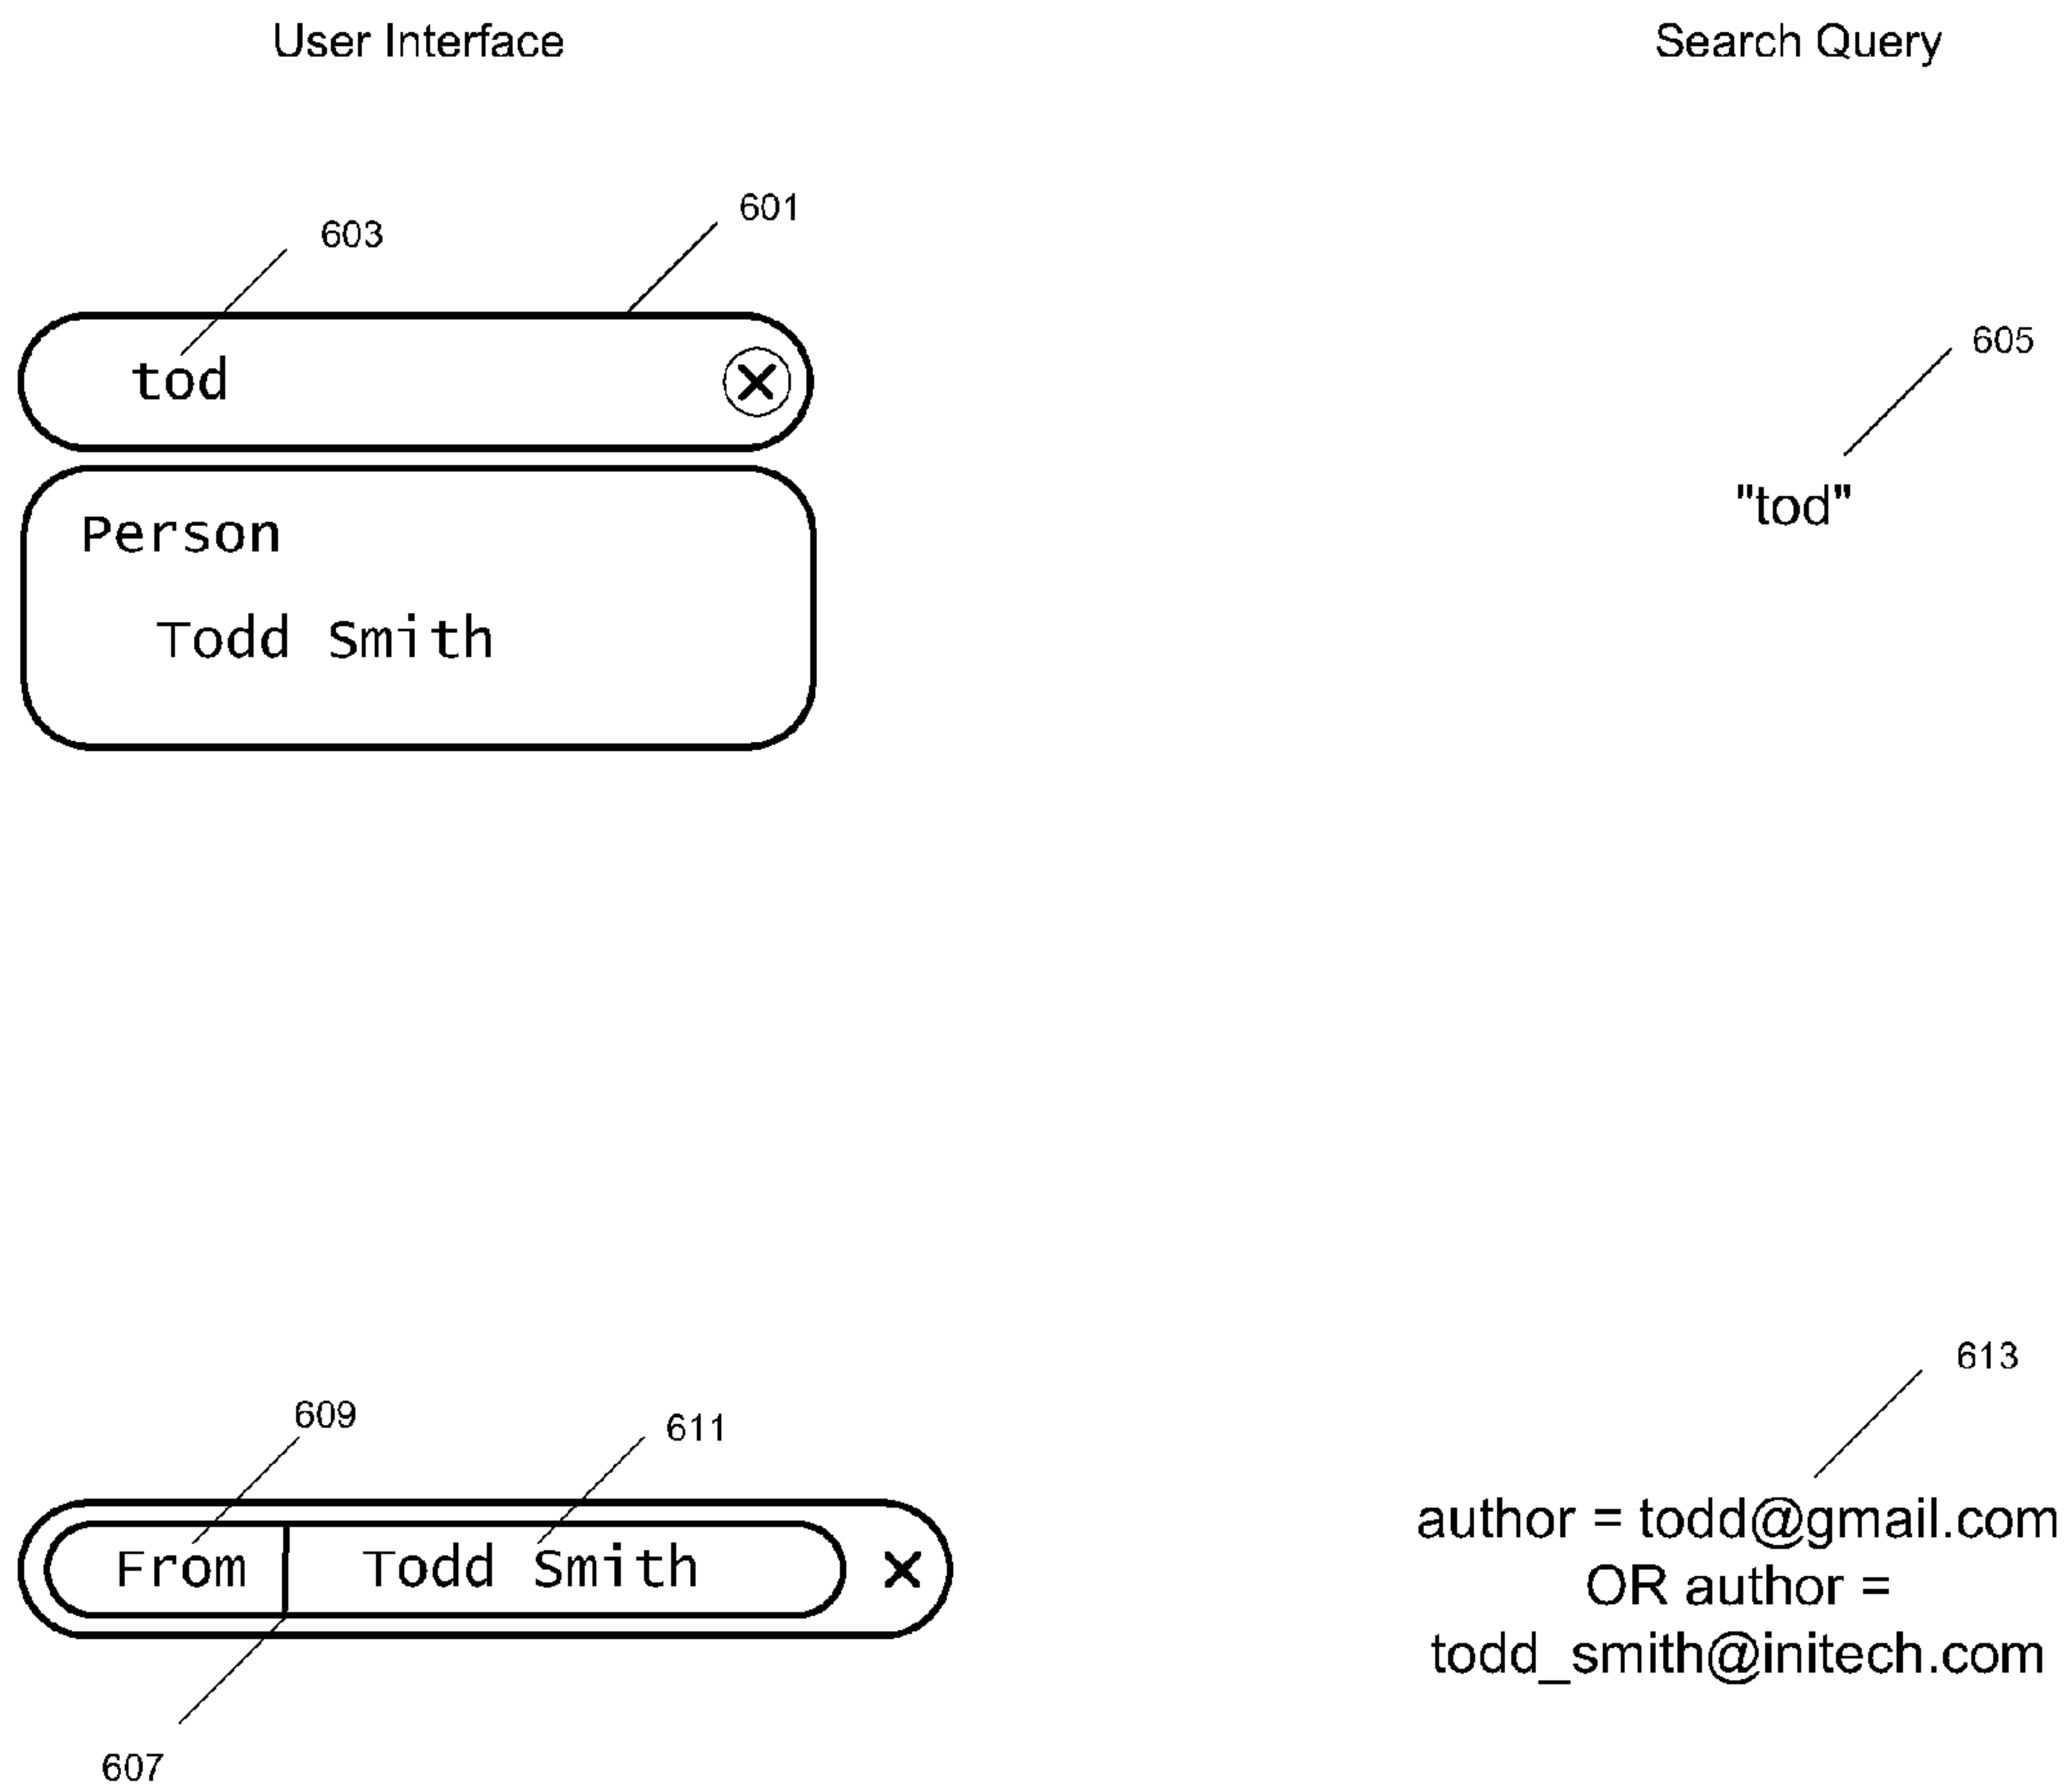 User Interface
Search Query
601
603
tod
605
"tod"
Person
Todd Smith
613
609
611
From
Todd Smith
author = todd@gmail.com
OR author =
todd_smith@initech.com
607